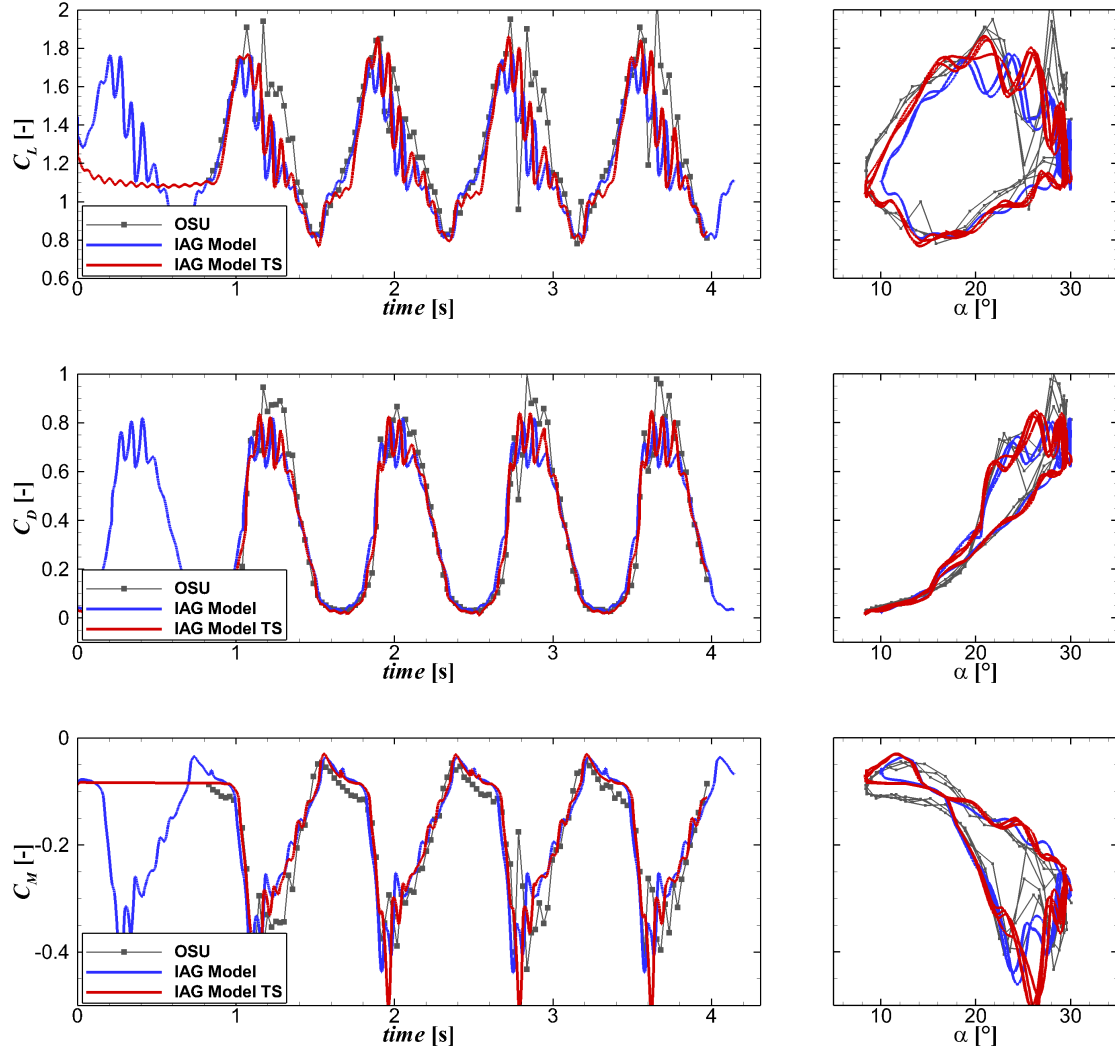 2
1.8
1.6
1.4
1.2
1
0.8
0.6
C_L [-]
OSU
IAG Model
IAG Model TS
0 1 2 3 4
time [s]
10 20 30
α [°]
1
0.8
0.6
0.4
0.2
0
C_D [-]
OSU
IAG Model
IAG Model TS
0 1 2 3 4
time [s]
10 20 30
α [°]
0
-0.2
-0.4
C_M [-]
OSU
IAG Model
IAG Model TS
0 1 2 3 4
time [s]
10 20 30
α [°]